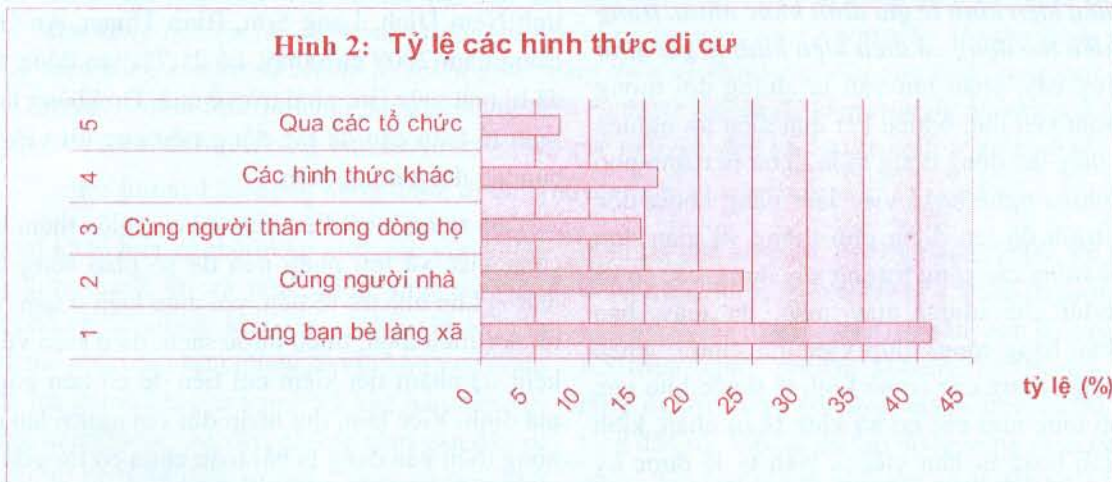 Hình 2: Tỷ lệ các hình thức di cư
5 Qua các tổ chức
4 Các hình thức khác
3 Cùng người thân trong dòng họ
2 Cùng người nhà
1 Cùng bạn bè làng xã
0 5 10 15 20 25 30 35 40 45 tỷ lệ (%)